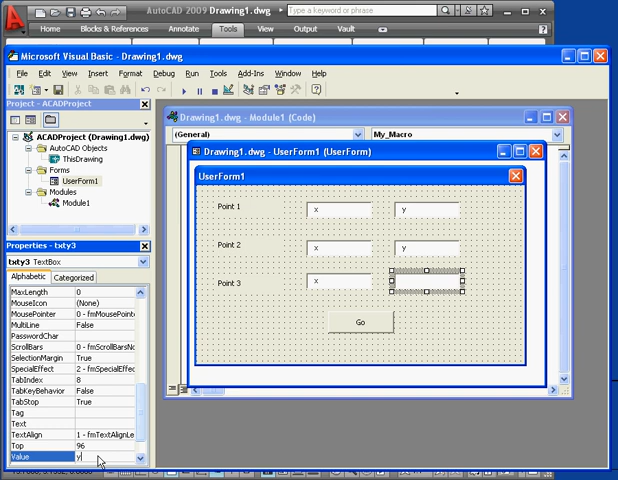 AutoCAD 2009 Drawing1.dwg
Type a keyword or phrase
Home
Blocks & References
Annotate
Tools
Output
Vault
Microsoft Visual Basic - Drawing1.dwg
File Edit View Insert Format Debug Run Tools Add-Ins Window Help
Project - ACADProject
ACADProject (Drawing1.dwg)
AutoCAD Objects
ThisDrawing
Forms
UserForm1
Modules
Module1
Properties - txty3
txty3 TextBox
Alphabetic Categorized
MaxLength 0
MouseIcon (None)
MousePointer 0 - fmMousePointe
MultiLine False
PasswordChar
ScrollBars 0 - fmScrollBarsNo
SelectionMargin True
SpecialEffect 2 - fmSpecialEffec
TabIndex 8
TabKeyBehavior False
TabStop True
Tag
Text
TextAlign 1 - fmTextAlignLe
Top 96
Value y
Drawing1.dwg - Module1 (Code)
(General) My_Macro
Drawing1.dwg - UserForm1 (UserForm)
UserForm1
Point 1 x y
Point 2 x y
Point 3 x
Go